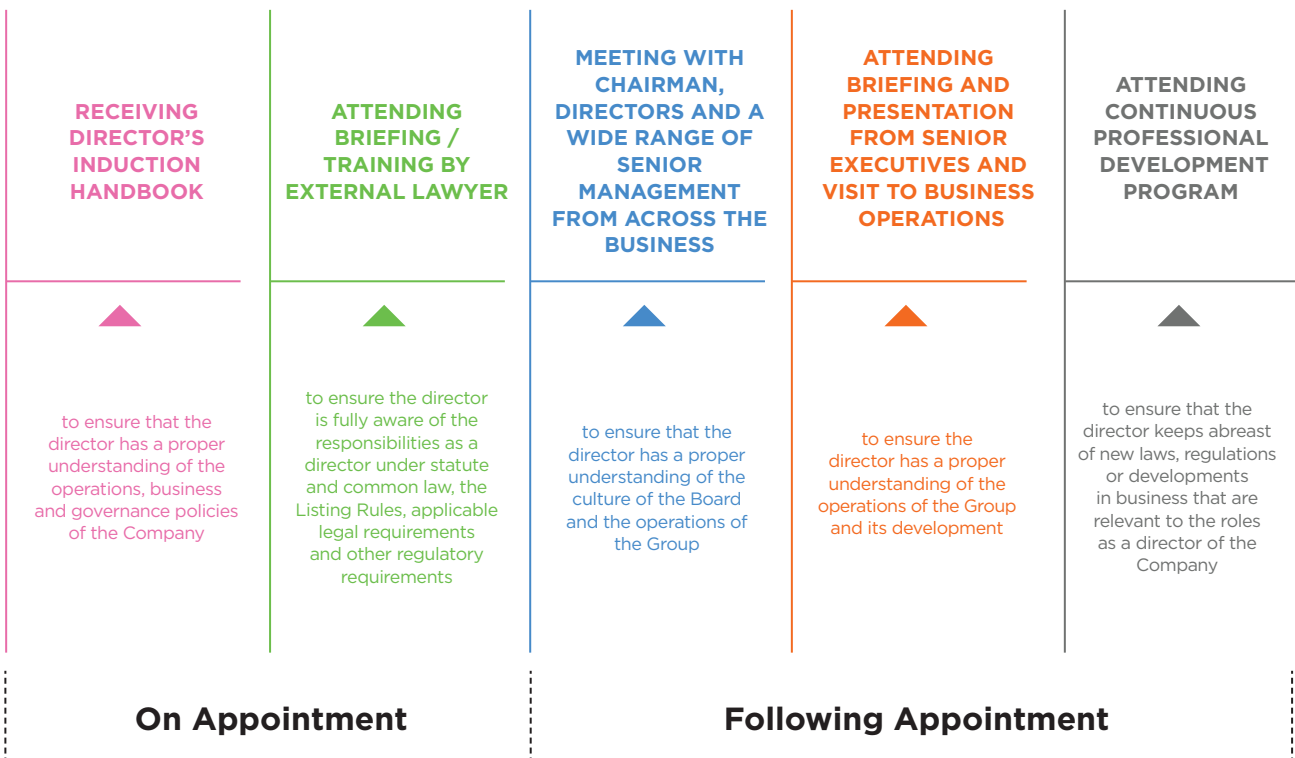 RECEIVING
DIRECTOR'S
INDUCTION
HANDBOOK
to ensure that the
director has a proper
understanding of the
operations, business
and governance policies
of the Company
ATTENDING
BRIEFING /
TRAINING BY
EXTERNAL LAWYER
to ensure the director
is fully aware of the
responsibilities as a
director under statute
and common law, the
Listing Rules, applicable
legal requirements
and other regulatory
requirements
MEETING WITH
CHAIRMAN,
DIRECTORS AND A
WIDE RANGE OF
SENIOR
MANAGEMENT
FROM ACROSS THE
BUSINESS
to ensure that the
director has a proper
understanding of the
culture of the Board
and the operations of
the Group
ATTENDING
BRIEFING AND
PRESENTATION
FROM SENIOR
EXECUTIVES AND
VISIT TO BUSINESS
OPERATIONS
to ensure the
director has a proper
understanding of the
operations of the Group
and its development
ATTENDING
CONTINUOUS
PROFESSIONAL
DEVELOPMENT
PROGRAM
to ensure that the
director keeps abreast
of new laws, regulations
or developments
in business that are
relevant to the roles
as a director of the
Company
On Appointment
Following Appointment